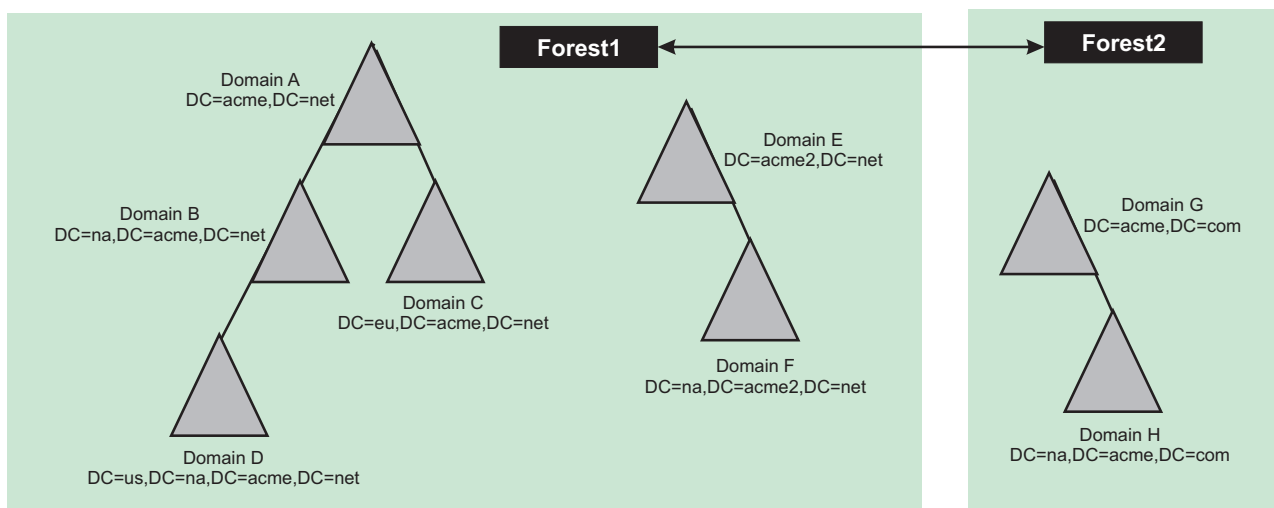 Forest1
Forest2
Domain A
DC=acme,DC=net
Domain B
DC=na,DC=acme,DC=net
Domain C
DC=eu,DC=acme,DC=net
Domain D
DC=us,DC=na,DC=acme,DC=net
Domain E
DC=acme2,DC=net
Domain F
DC=na,DC=acme2,DC=net
Domain G
DC=acme,DC=com
Domain H
DC=na,DC=acme,DC=com